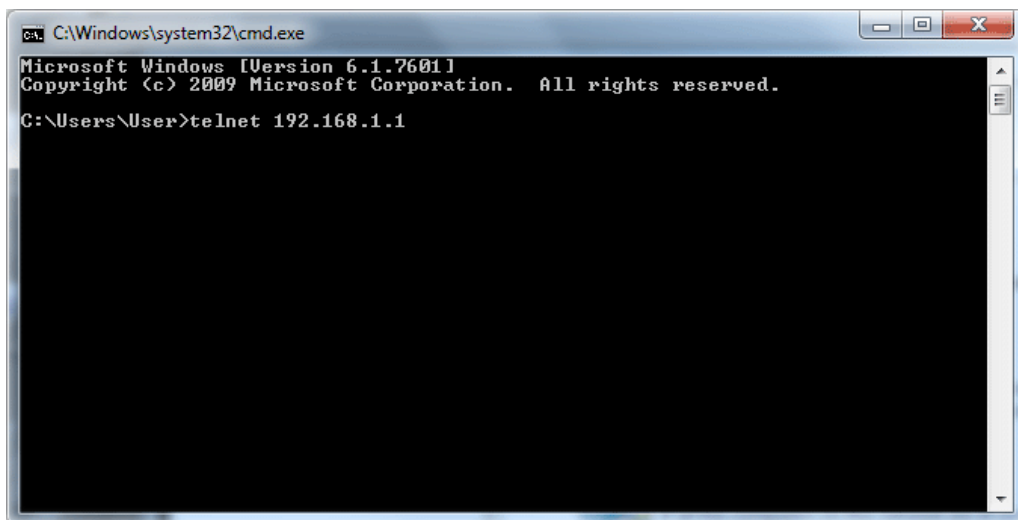 C:\Windows\system32\cmd.exe
Microsoft Windows [Version 6.1.7601]
Copyright (c) 2009 Microsoft Corporation.  All rights reserved.
C:\Users\User>telnet 192.168.1.1